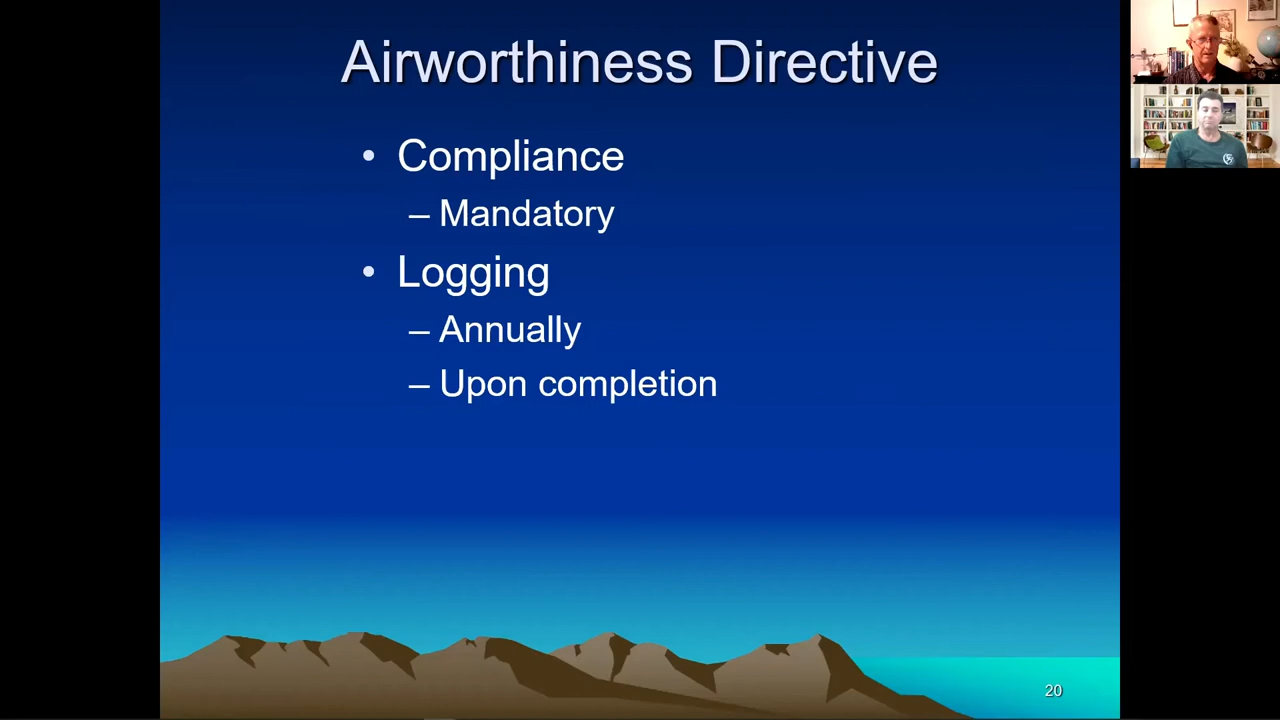 Airworthiness Directive
• Compliance
– Mandatory
• Logging
– Annually
– Upon completion
20